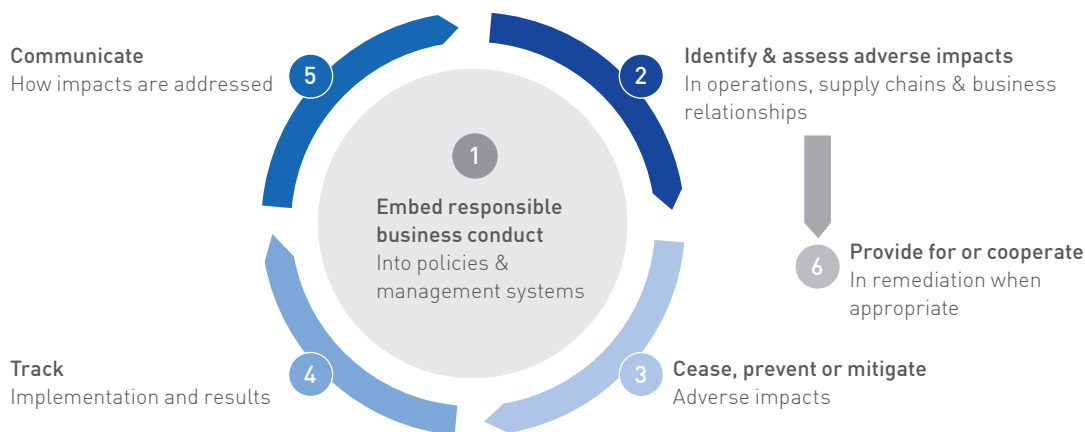 1
Embed responsible
business conduct
Into policies &
management systems
2
Identify & assess adverse impacts
In operations, supply chains & business
relationships
3
Cease, prevent or mitigate
Adverse impacts
4
Track
Implementation and results
5
Communicate
How impacts are addressed
6
Provide for or cooperate
In remediation when
appropriate